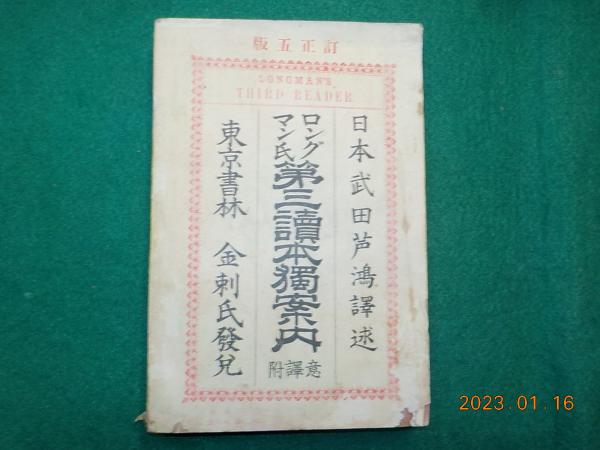 訂正五版
LONGMAN'S
THIRD READER
日本 武田芦鴻譯述
ロングマン氏
第三讀本獨案内
意譯附
東京書林 金刺氏發兌
2023.01.16